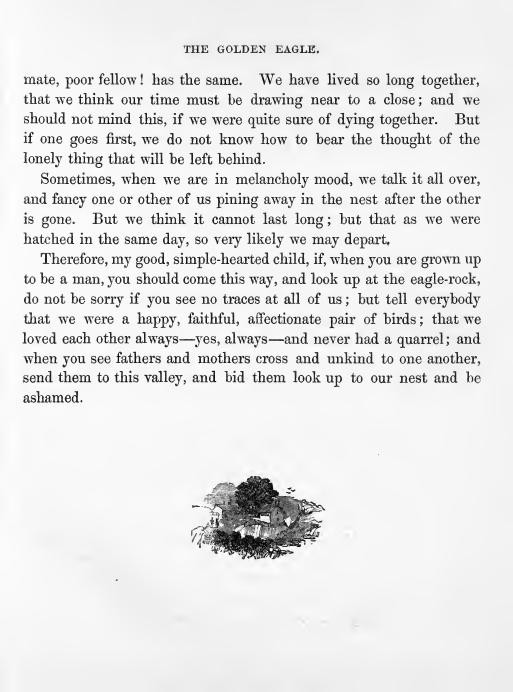 THE GOLDEN EAGLE.
mate, poor fellow! has the same. We have lived so long together,
that we think our time must be drawing near to a close; and we
should not mind this, if we were quite sure of dying together. But
if one goes first, we do not know how to bear the thought of the
lonely thing that will be left behind.
Sometimes, when we are in melancholy mood, we talk it all over,
and fancy one or other of us pining away in the nest after the other
is gone. But we think it cannot last long; but that as we were
hatched in the same day, so very likely we may depart.
Therefore, my good, simple-hearted child, if, when you are grown up
to be a man, you should come this way, and look up at the eagle-rock,
do not be sorry if you see no traces at all of us; but tell everybody
that we were a happy, faithful, affectionate pair of birds; that we
loved each other always—yes, always—and never had a quarrel; and
when you see fathers and mothers cross and unkind to one another,
send them to this valley, and bid them look up to our nest and be
ashamed.